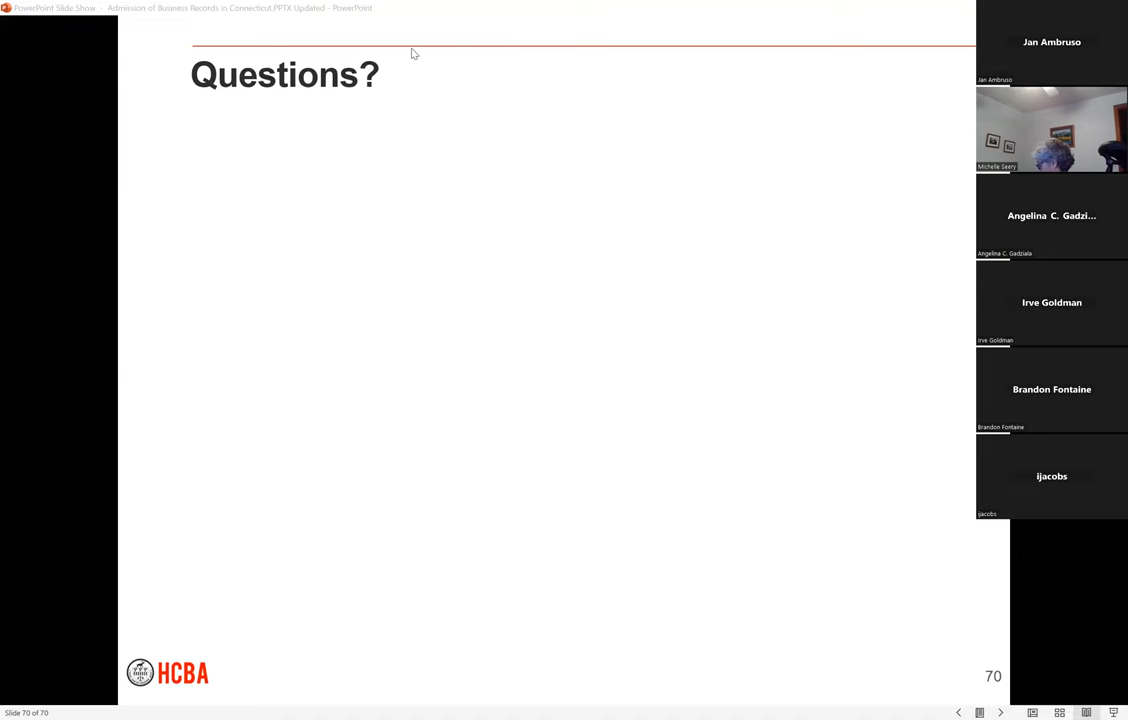 PowerPoint Slide Show - Admission of Business Records in Connecticut.PPTX Updated - PowerPoint
Questions?
Jan Ambruso
Jan Ambruso
Michelle Seery
Angelina C. Gadzi...
Angelina C. Gadziala
Irve Goldman
Irve Goldman
Brandon Fontaine
Brandon Fontaine
ijacobs
ijacobs
HCBA
70
Slide 70 of 70